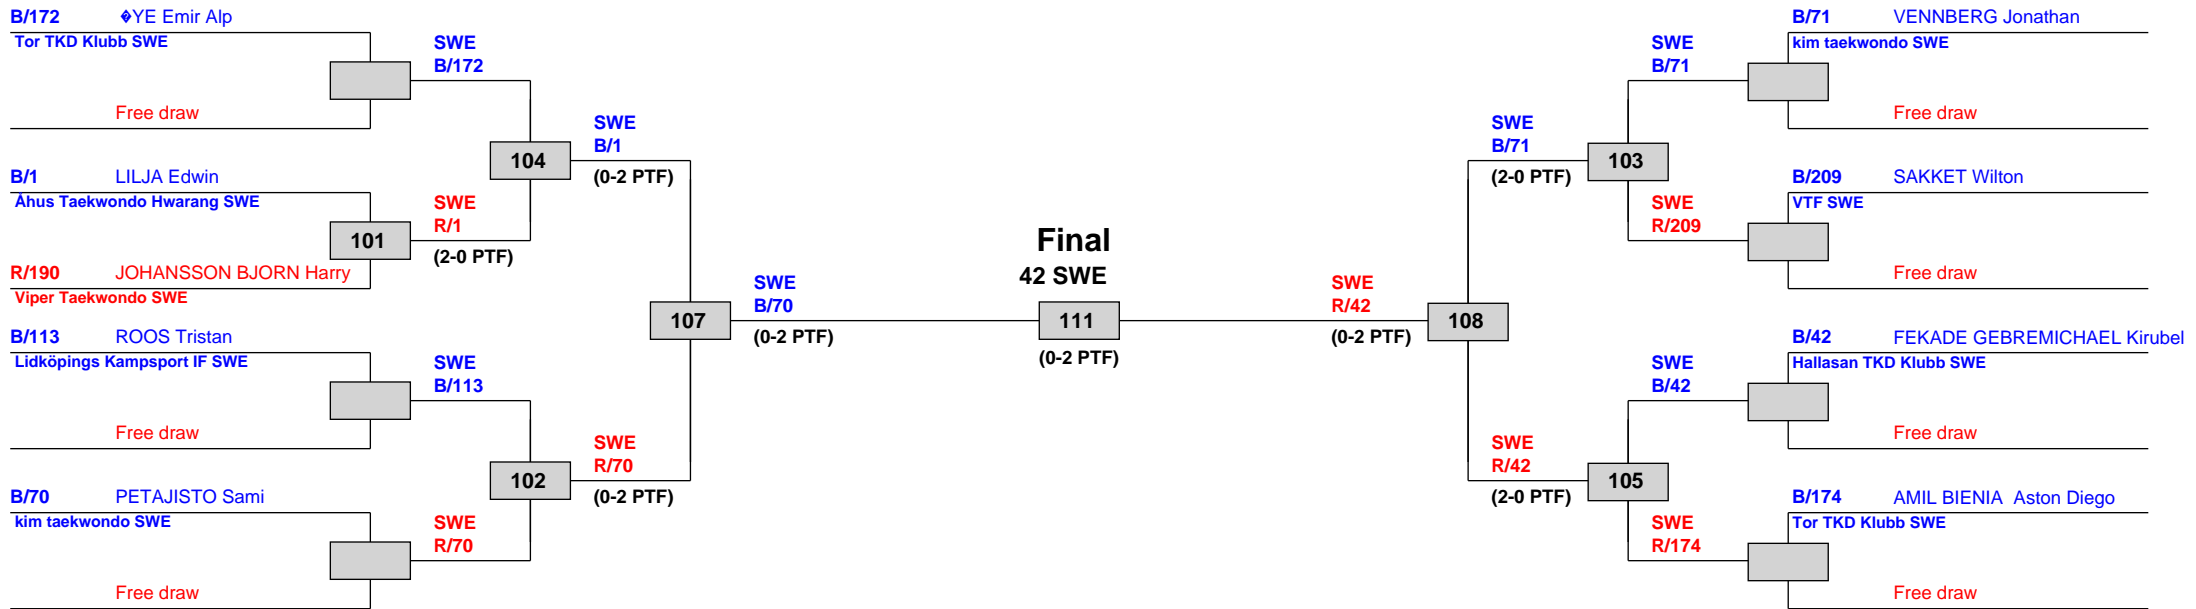 B/172 �YE Emir Alp
Tor TKD Klubb SWE
Free draw
B/1 LILJA Edwin
Åhus Taekwondo Hwarang SWE
R/190 JOHANSSON BJORN Harry
Viper Taekwondo SWE
B/113 ROOS Tristan
Lidköpings Kampsport IF SWE
Free draw
B/70 PETAJISTO Sami
kim taekwondo SWE
Free draw
SWE
B/172
101
SWE
R/1
(2-0 PTF)
SWE
B/113
SWE
R/70
104
SWE
B/1
(0-2 PTF)
102
SWE
R/70
(0-2 PTF)
107
SWE
B/70
(0-2 PTF)
Final
42 SWE
111
(0-2 PTF)
SWE
R/42
(0-2 PTF)
108
SWE
B/71
(2-0 PTF)
103
SWE
R/42
(2-0 PTF)
105
SWE
B/71
SWE
R/209
SWE
B/42
SWE
R/174
B/71 VENNBERG Jonathan
kim taekwondo SWE
Free draw
B/209 SAKKET Wilton
VTF SWE
Free draw
B/42 FEKADE GEBREMICHAEL Kirubel
Hallasan TKD Klubb SWE
Free draw
B/174 AMIL BIENIA  Aston Diego
Tor TKD Klubb SWE
Free draw